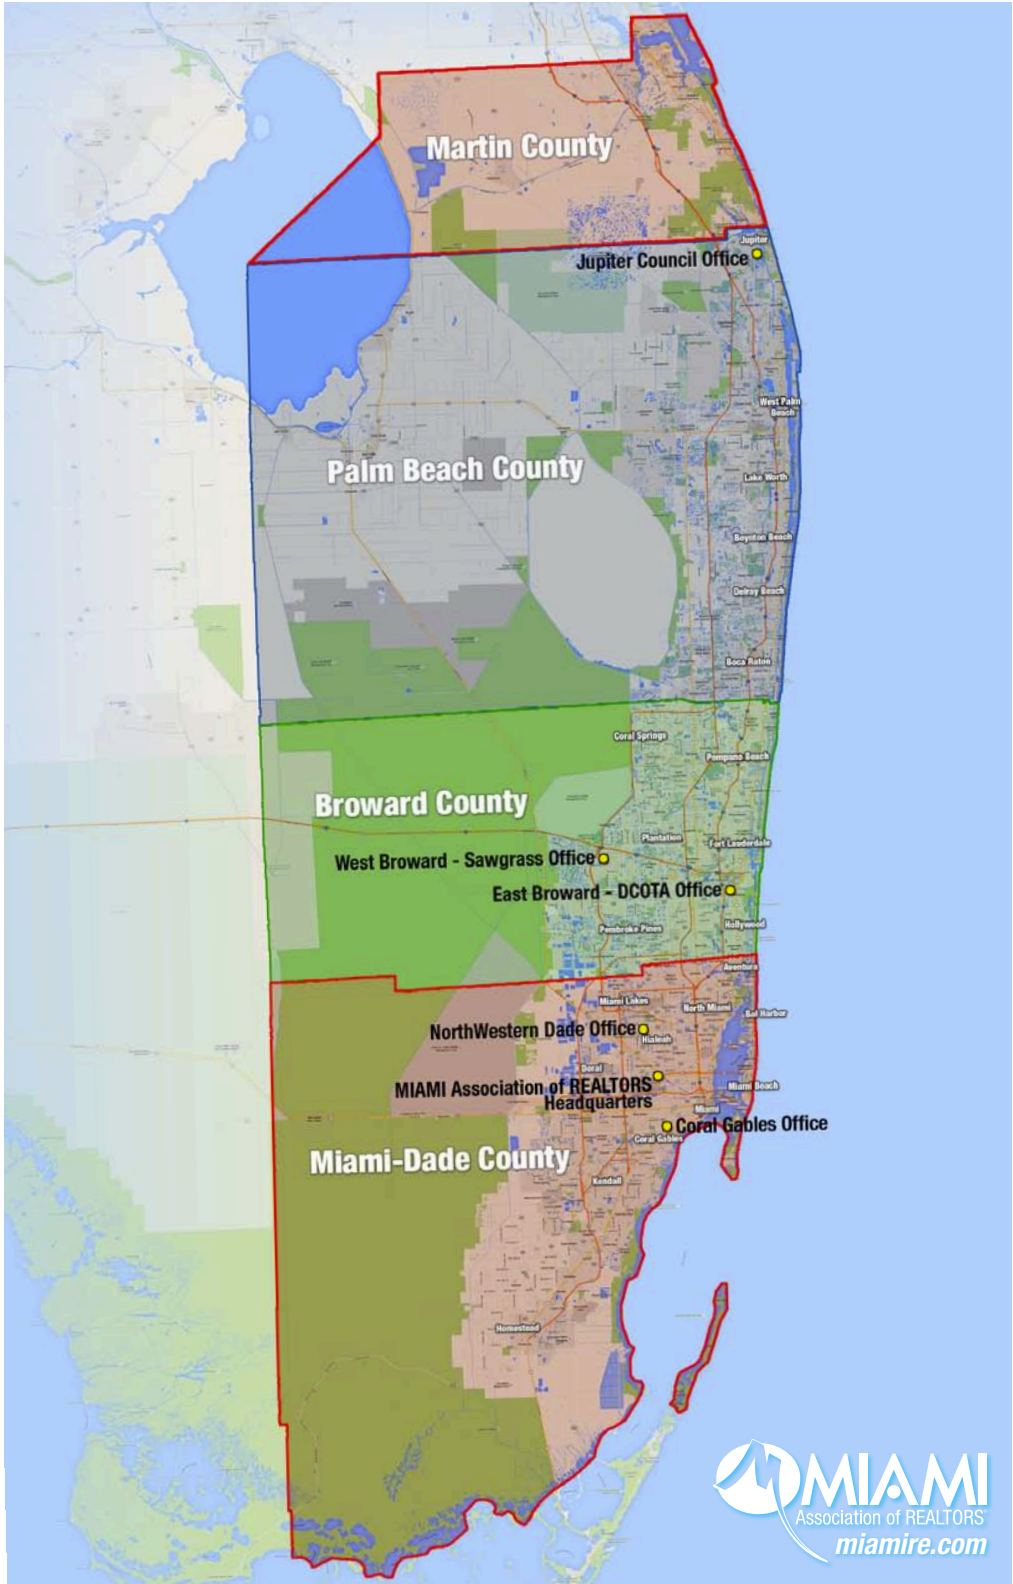 Martin County
Jupiter
Jupiter Council Office
West Palm
Beach
Palm Beach County
Lake Worth
Boynton Beach
Delray Beach
Boca Raton
Coral Springs
Pompano Beach
Broward County
Plantation
Fort Lauderdale
West Broward - Sawgrass Office
East Broward - DCOTA Office
Hollywood
Pembroke Pines
Aventura
Miami Lakes
North Miami
Bal Harbor
NorthWestern Dade Office
Hialeah
Doral
MIAMI Association of REALTORS
Headquarters
Miami Beach
Miami
Coral Gables Office
Coral Gables
Miami-Dade County
Kendall
Homestead
MIAMI
Association of REALTORS
miamire.com